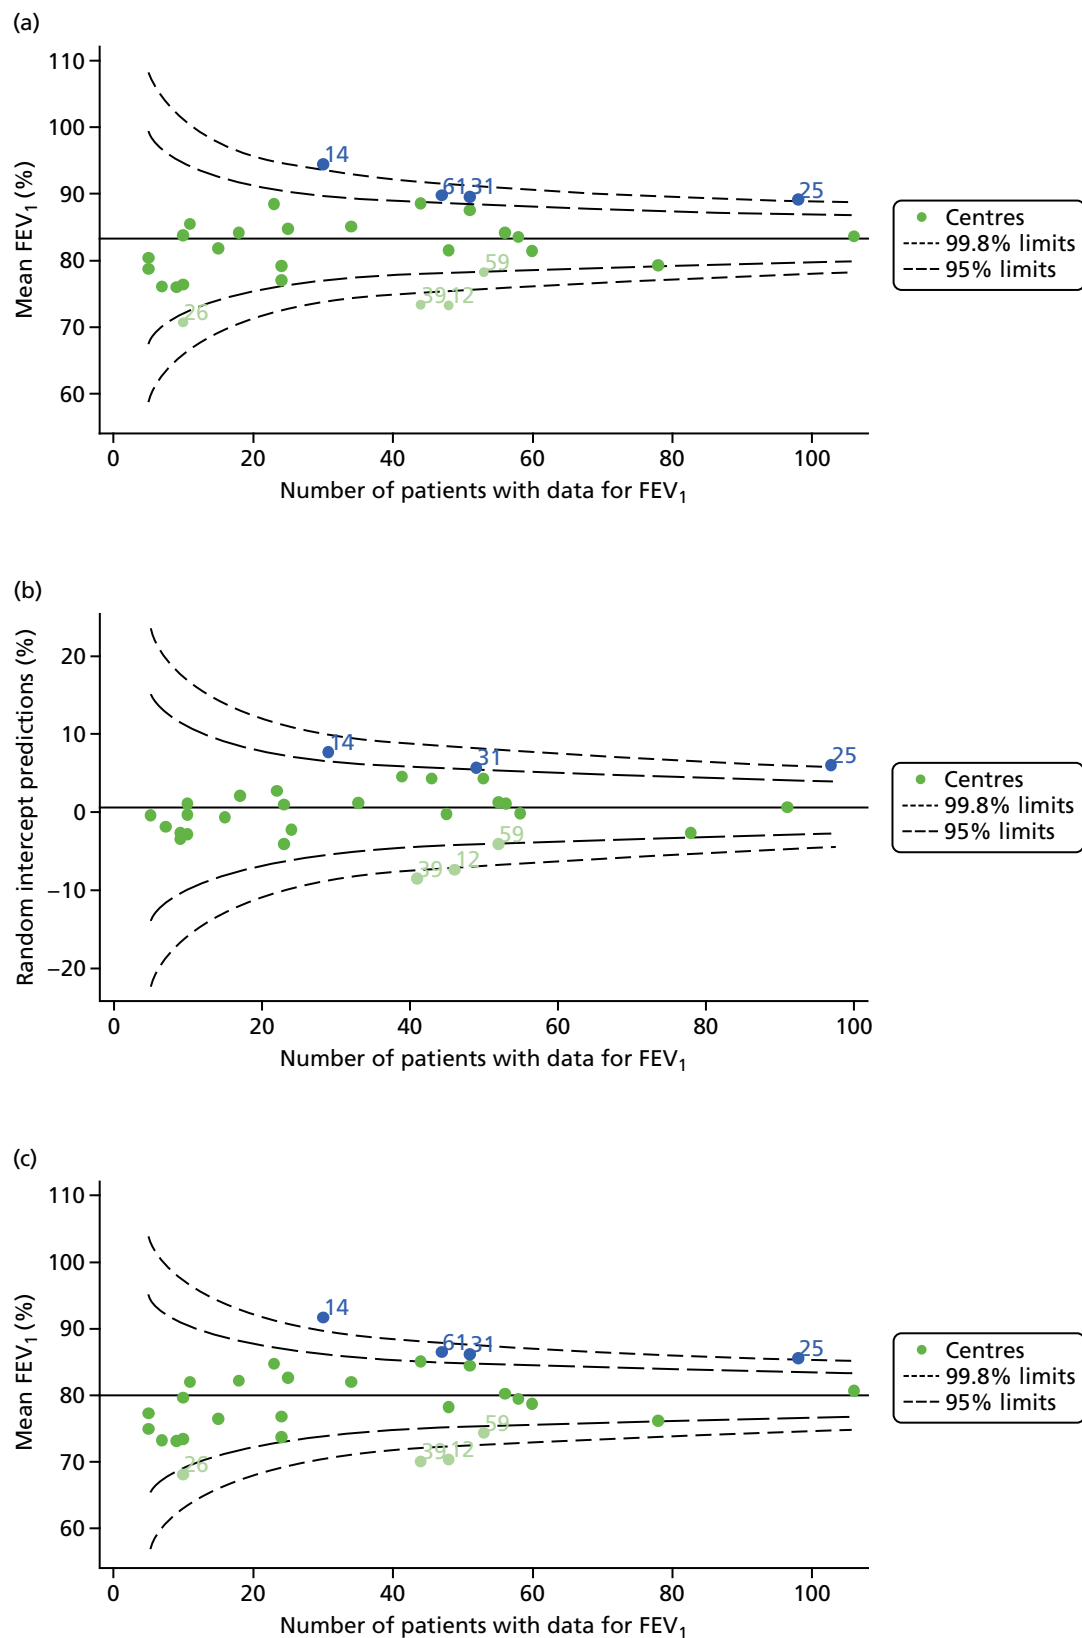 (a)
110
100
90
80
70
60
Mean FEV₁ (%)
14
61 31
25
59
39 12
26
0 20 40 60 80 100
Number of patients with data for FEV₁
Centres
99.8% limits
95% limits
(b)
20
10
0
−10
−20
Random intercept predictions (%)
14
31
25
59
12
39
0 20 40 60 80 100
Number of patients with data for FEV₁
Centres
99.8% limits
95% limits
(c)
110
100
90
80
70
60
Mean FEV₁ (%)
14
61 31
25
59
39 12
26
0 20 40 60 80 100
Number of patients with data for FEV₁
Centres
99.8% limits
95% limits